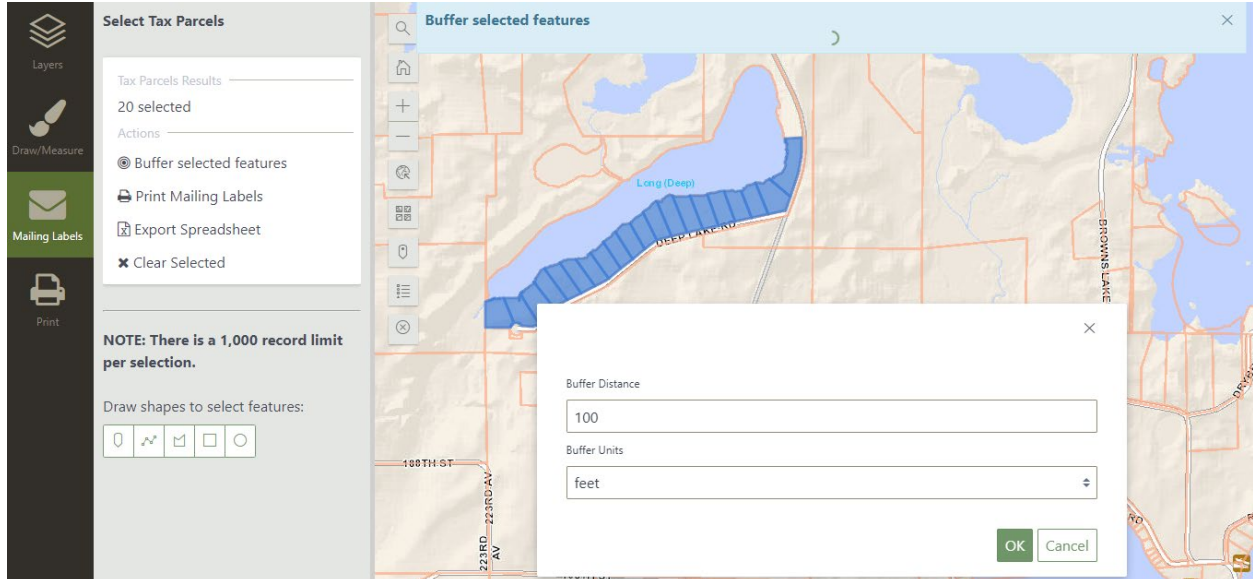 Layers
Draw/Measure
Mailing Labels
Print
Select Tax Parcels
Tax Parcels Results
20 selected
Actions
Buffer selected features
Print Mailing Labels
Export Spreadsheet
Clear Selected
NOTE: There is a 1,000 record limit
per selection.
Draw shapes to select features:
Buffer selected features
Long (Deep)
DEEP LAKE RD
BROWNS LAKE
188TH ST
223RD AV
223RD
AV
RD
Buffer Distance
100
Buffer Units
feet
OK
Cancel